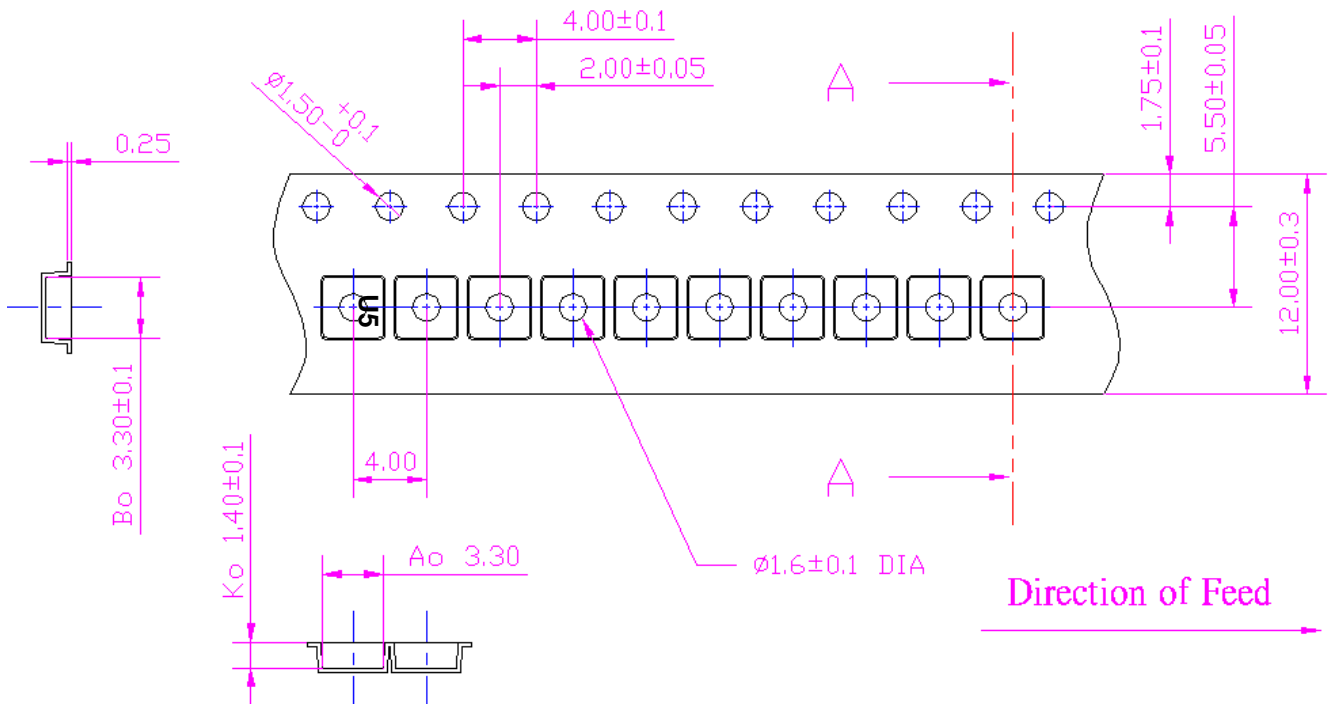 4.00±0.1
2.00±0.05
A
1.75±0.1
5.50±0.05
ø1.50 +0.1 -0
0.25
12.00±0.3
U5
Bo 3.30±0.1
4.00
A
Ko 1.40±0.1
Ao 3.30
ø1.6±0.1 DIA
Direction of Feed